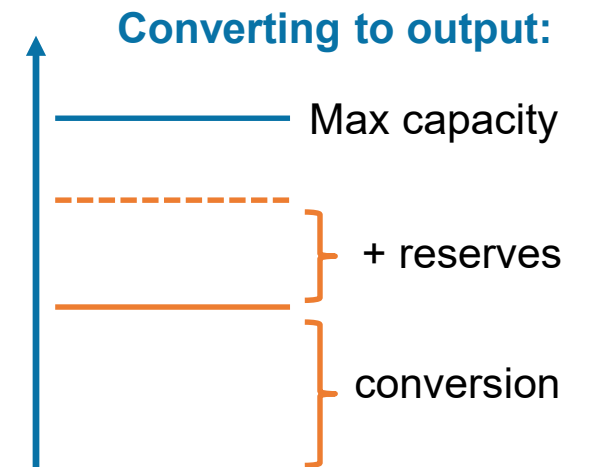 Converting to output:
Max capacity
+ reserves
conversion